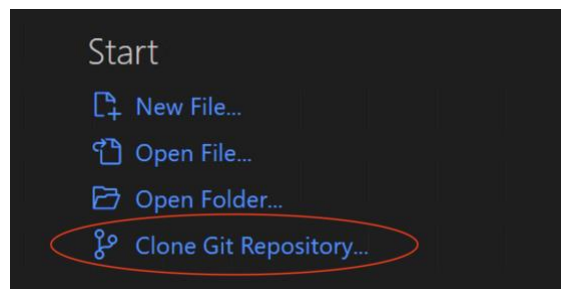 Start
New File...
Open File...
Open Folder...
Clone Git Repository...